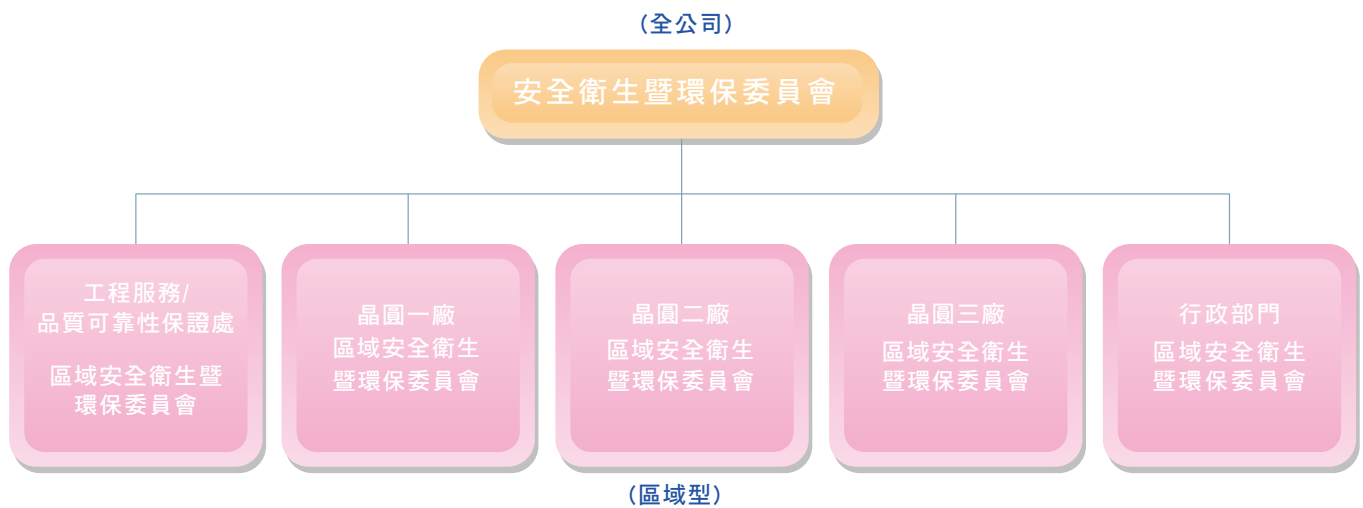 (全公司)
安全衛生暨環保委員會
工程服務/
品質可靠性保證處
區域安全衛生暨
環保委員會
晶圓一廠
區域安全衛生
暨環保委員會
晶圓二廠
區域安全衛生
暨環保委員會
晶圓三廠
區域安全衛生
暨環保委員會
行政部門
區域安全衛生
暨環保委員會
(區域型)